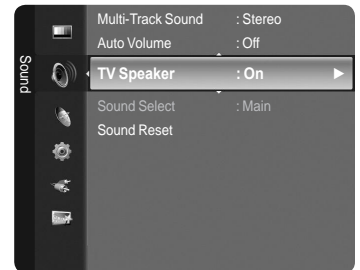 Sound
Multi-Track Sound : Stereo
Auto Volume : Off
TV Speaker : On
Sound Select : Main
Sound Reset